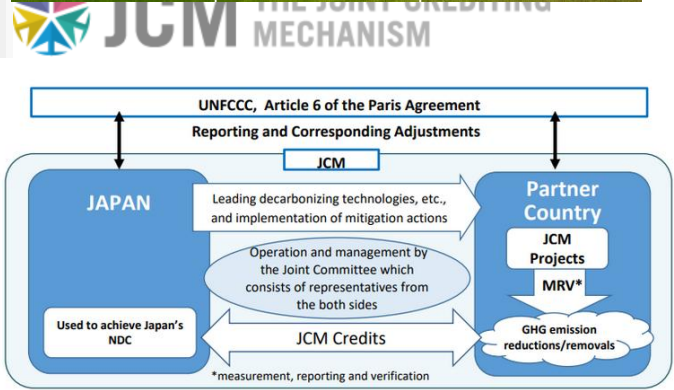 JCM THE JOINT CREDITING
MECHANISM
UNFCCC, Article 6 of the Paris Agreement
Reporting and Corresponding Adjustments
JCM
JAPAN
Leading decarbonizing technologies, etc.,
and implementation of mitigation actions
Partner
Country
JCM
Projects
Operation and management by
the Joint Committee which
consists of representatives from
the both sides
MRV*
Used to achieve Japan's
NDC
JCM Credits
GHG emission
reductions/removals
*measurement, reporting and verification